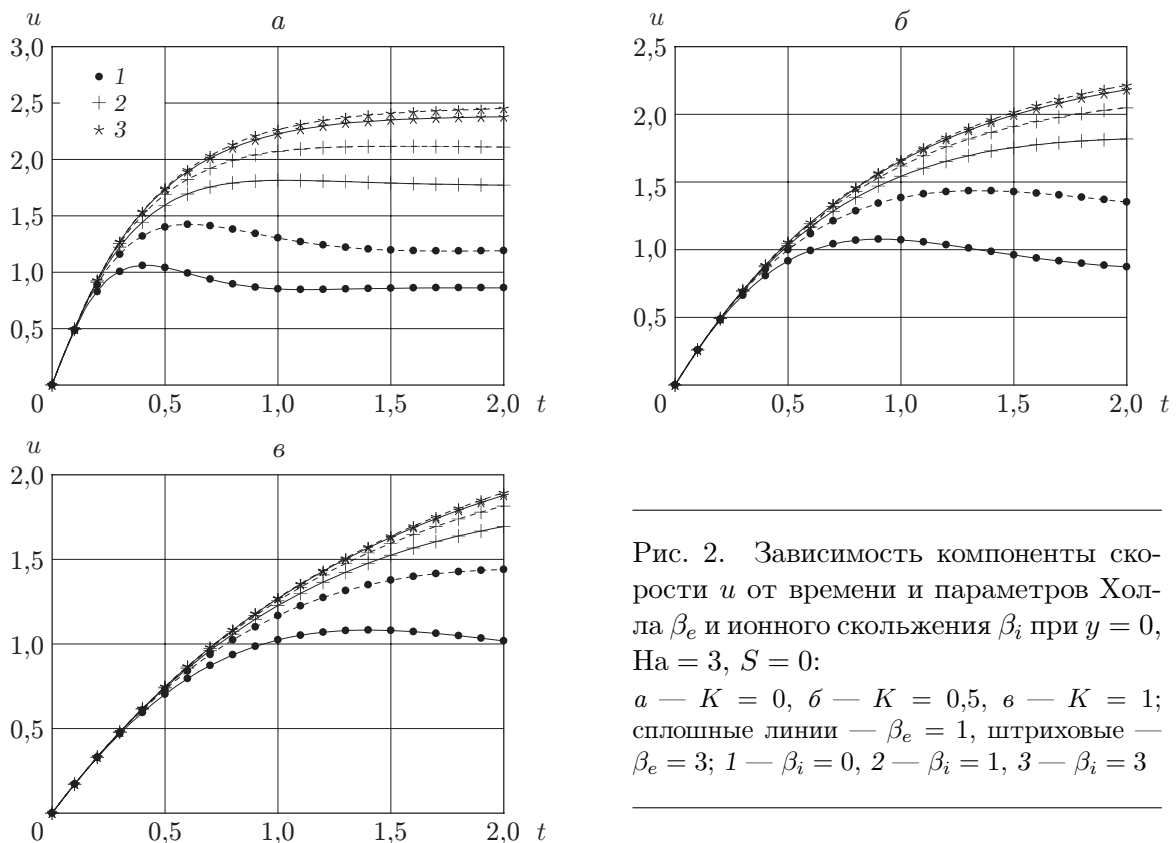 u
а
3,0
2,5
2,0
1,5
1,0
0,5
0
0,5
1,0
1,5
2,0
t
1
2
3
u
б
2,5
2,0
1,5
1,0
0,5
0
0,5
1,0
1,5
2,0
t
u
в
2,0
1,5
1,0
0,5
0
0,5
1,0
1,5
2,0
t
Рис. 2. Зависимость компоненты ско-
рости u от времени и параметров Хол-
ла βe и ионного скольжения βi при y = 0,
Ha = 3, S = 0:
а — K = 0, б — K = 0,5, в — K = 1;
сплошные линии — βe = 1, штриховые —
βe = 3; 1 — βi = 0, 2 — βi = 1, 3 — βi = 3